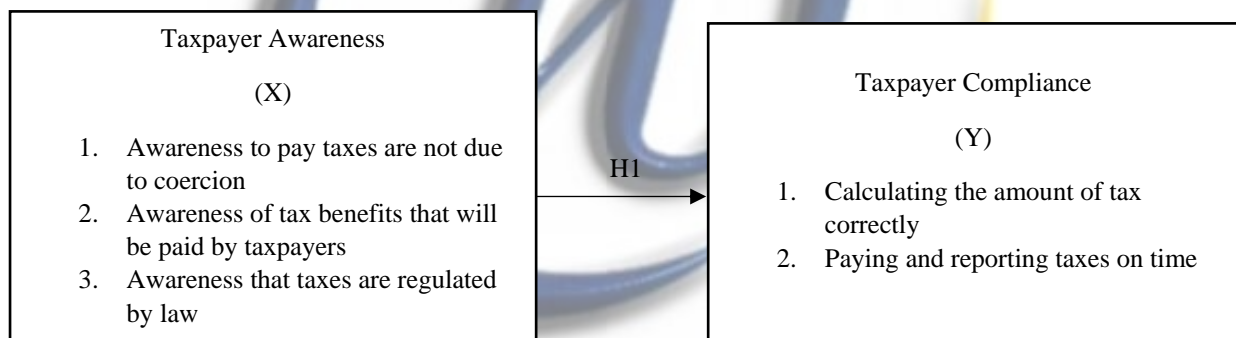 Taxpayer Awareness
(X)
1. Awareness to pay taxes are not due
to coercion
2. Awareness of tax benefits that will
be paid by taxpayers
3. Awareness that taxes are regulated
by law
H1
Taxpayer Compliance
(Y)
1. Calculating the amount of tax
correctly
2. Paying and reporting taxes on time